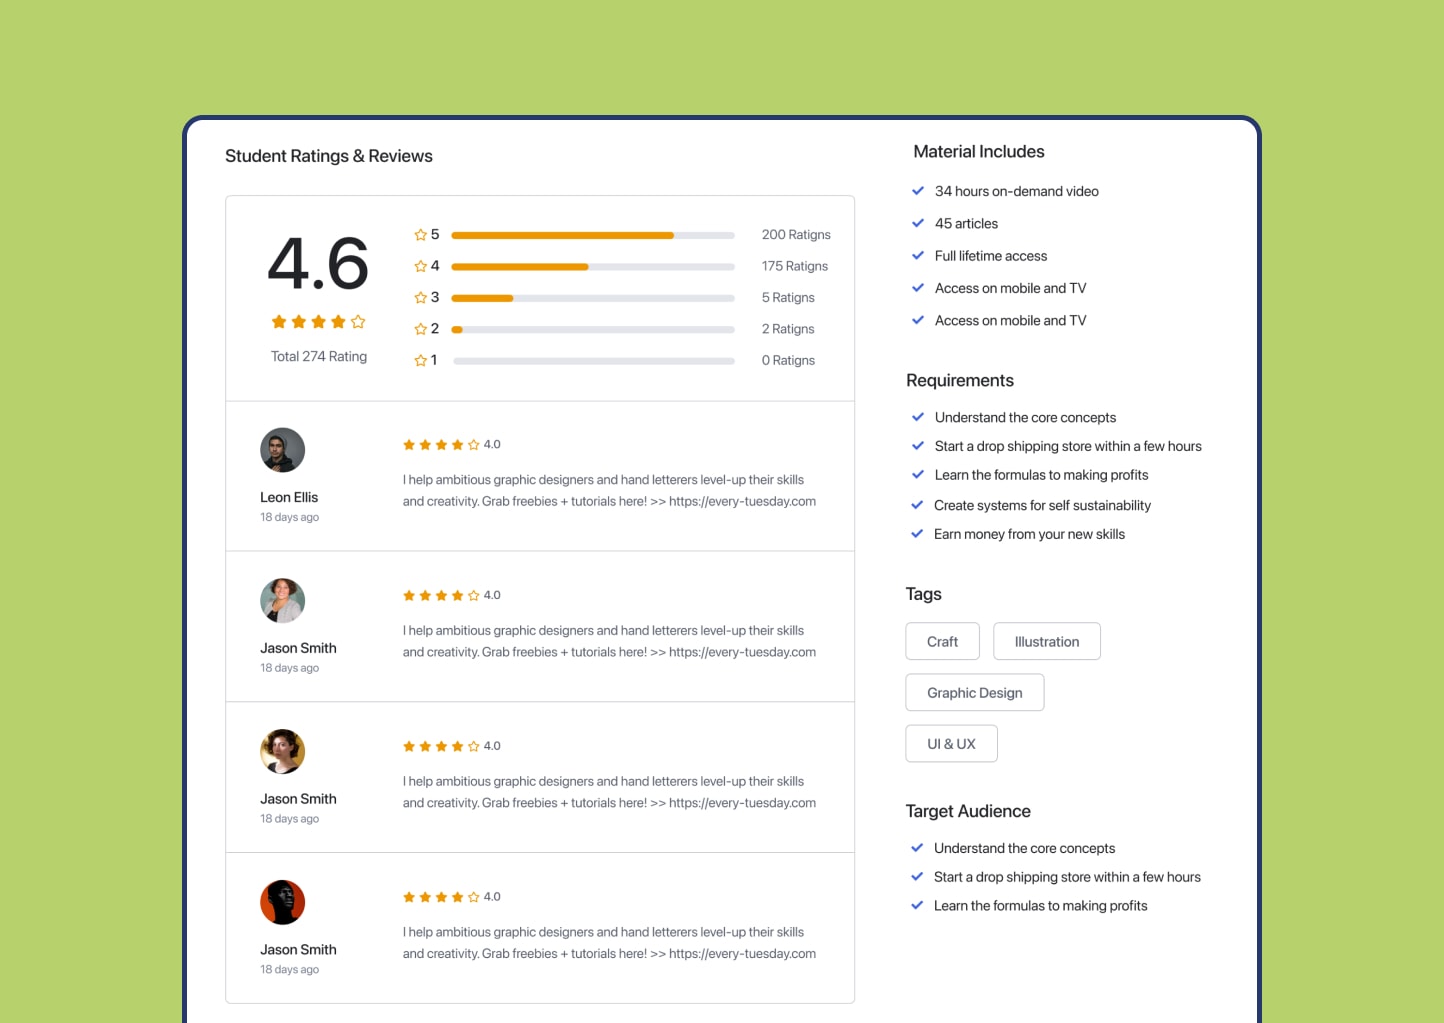 Student Ratings & Reviews
4.6
Total 274 Rating
5 200 Ratigns
4 175 Ratigns
3 5 Ratigns
2 2 Ratigns
1 0 Ratigns
Leon Ellis
18 days ago
4.0
I help ambitious graphic designers and hand letterers level-up their skills
and creativity. Grab freebies + tutorials here! >> https://every-tuesday.com
Jason Smith
18 days ago
4.0
I help ambitious graphic designers and hand letterers level-up their skills
and creativity. Grab freebies + tutorials here! >> https://every-tuesday.com
Jason Smith
18 days ago
4.0
I help ambitious graphic designers and hand letterers level-up their skills
and creativity. Grab freebies + tutorials here! >> https://every-tuesday.com
Jason Smith
18 days ago
4.0
I help ambitious graphic designers and hand letterers level-up their skills
and creativity. Grab freebies + tutorials here! >> https://every-tuesday.com
Material Includes
34 hours on-demand video
45 articles
Full lifetime access
Access on mobile and TV
Access on mobile and TV
Requirements
Understand the core concepts
Start a drop shipping store within a few hours
Learn the formulas to making profits
Create systems for self sustainability
Earn money from your new skills
Tags
Craft Illustration
Graphic Design
UI & UX
Target Audience
Understand the core concepts
Start a drop shipping store within a few hours
Learn the formulas to making profits